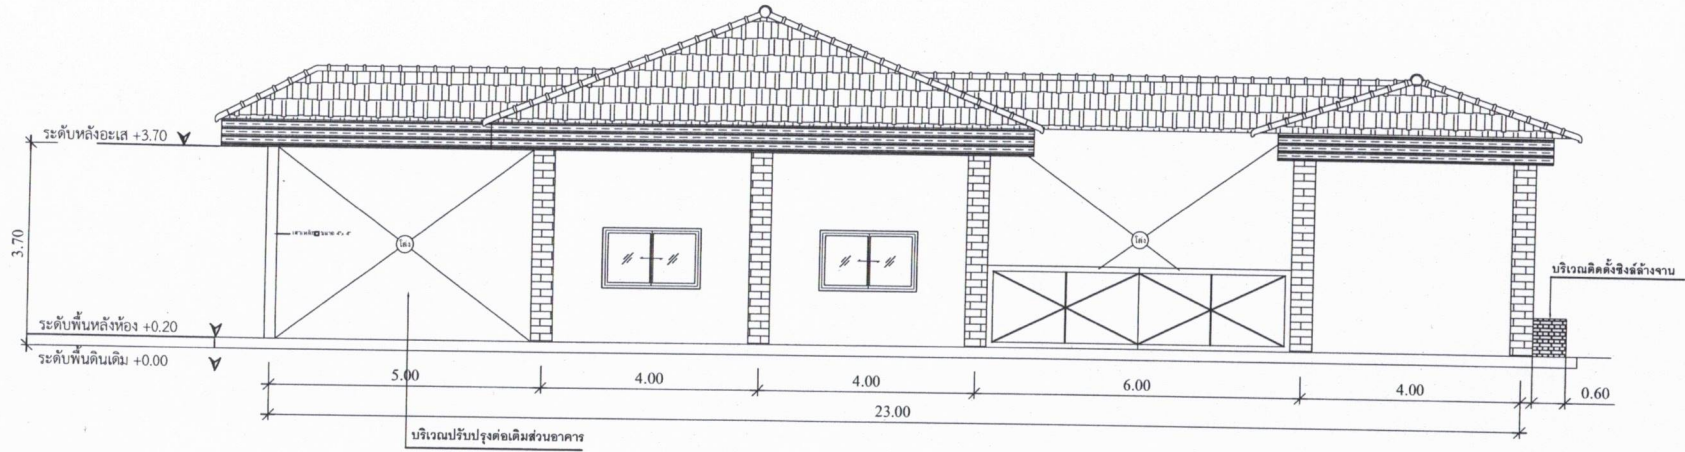 ระดับหลังอะเส +3.70
3.70
โล่ง
โล่ง
บริเวณติดตั้งซิงล์ล้างจาน
ระดับพื้นหลังห้อง +0.20
ระดับพื้นดินเดิม +0.00
5.00
4.00
4.00
6.00
4.00
0.60
23.00
บริเวณปรับปรุงต่อเติมส่วนอาคาร